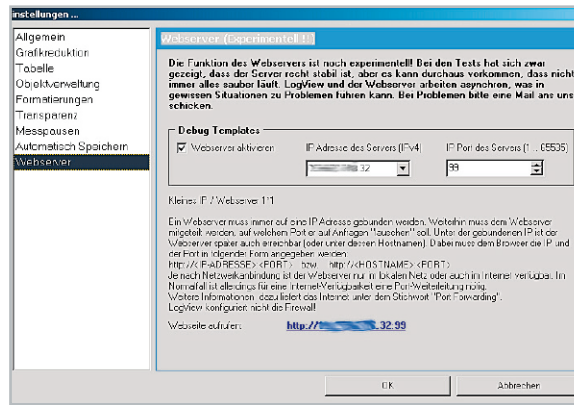 instellungen ...
Allgemein
Grafikreduktion
Tabelle
Objektverwaltung
Formatierungen
Transparenz
Messpausen
Automatisch Speichern
Webserver
Webserver (Experimentell!!)
Die Funktion des Webservers ist noch experimentell! Bei den Tests hat sich zwar
gezeigt, dass der Server recht stabil ist, aber es kann durchaus vorkommen, dass nicht
immer alles sauber läuft. LogView und der Webserver arbeiten asynchron, was in
gewissen Situationen zu Problemen führen kann. Bei Problemen bitte eine Mail ans uns
schicken.
Debug Templates
Webserver aktivieren
IP Adresse des Servers (IPv4)
IP Port des Servers (1 .. 65535)
.32
99
Kleines IP / Webserver 1*1
Ein Webserver muss immer auf eine IP Adresse gebunden werden. Weiterhin muss dem Webserver
mitgeteilt werden, auf welchem Port er auf Anfragen "lauschen" soll. Unter der gebundenen IP ist der
Webserver später auch erreichbar (oder unter dessen Hostnamen). Dabei muss dem Browser die IP und
der Port in folgender Form angegeben werden:
http://<IP-ADRESSE>:<PORT> bzw. http://<HOSTNAME>:<PORT>
Je nach Netzwerkanbindung ist der Webserver nur im lokalen Netz oder auch im Internet verfügbar. Im
Normalfall ist allerdings für eine Internet-Verfügbarkeit eine Port-Weiterleitung nötig.
Weitere Informationen dazu liefert das Internet unter dem Stichwort "Port Forwarding".
LogView konfiguriert nicht die Firewall!
Webseite aufrufen:
http://1 .32:99
OK
Abbrechen